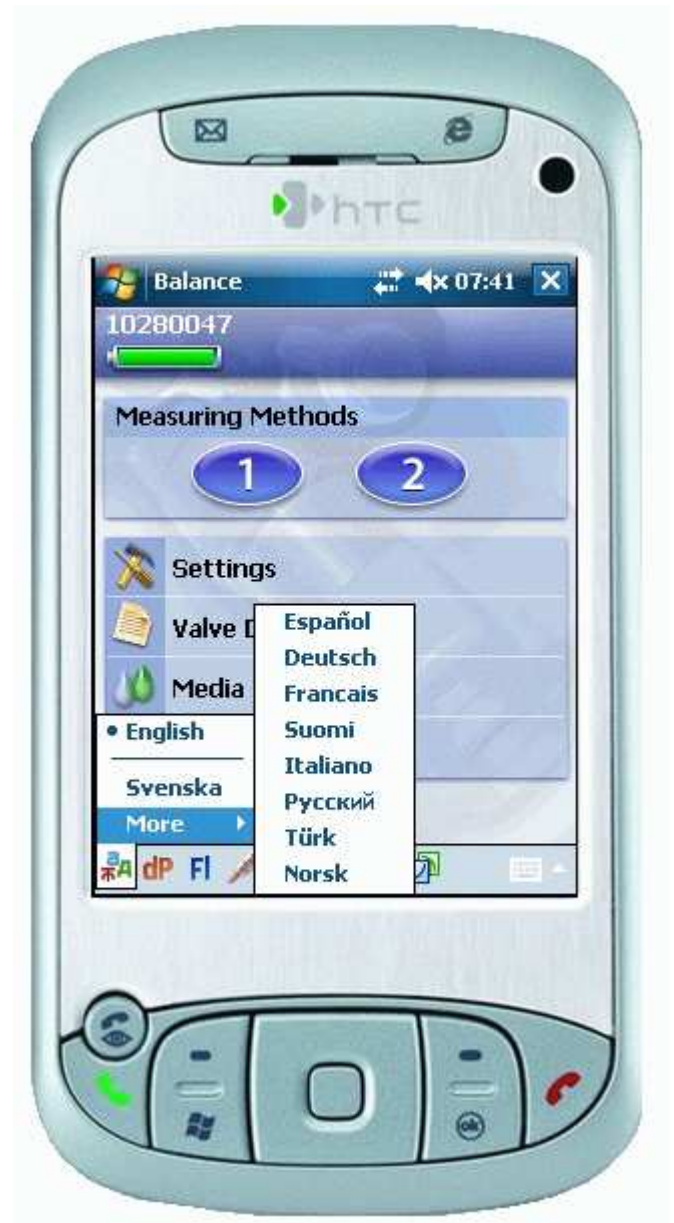 hTC
Balance 07:41
10280047
Measuring Methods
1 2
Settings
Valve D
Media
English
Svenska
More
Español
Deutsch
Francais
Suomi
Italiano
Русский
Türk
Norsk
dP Fl
ok